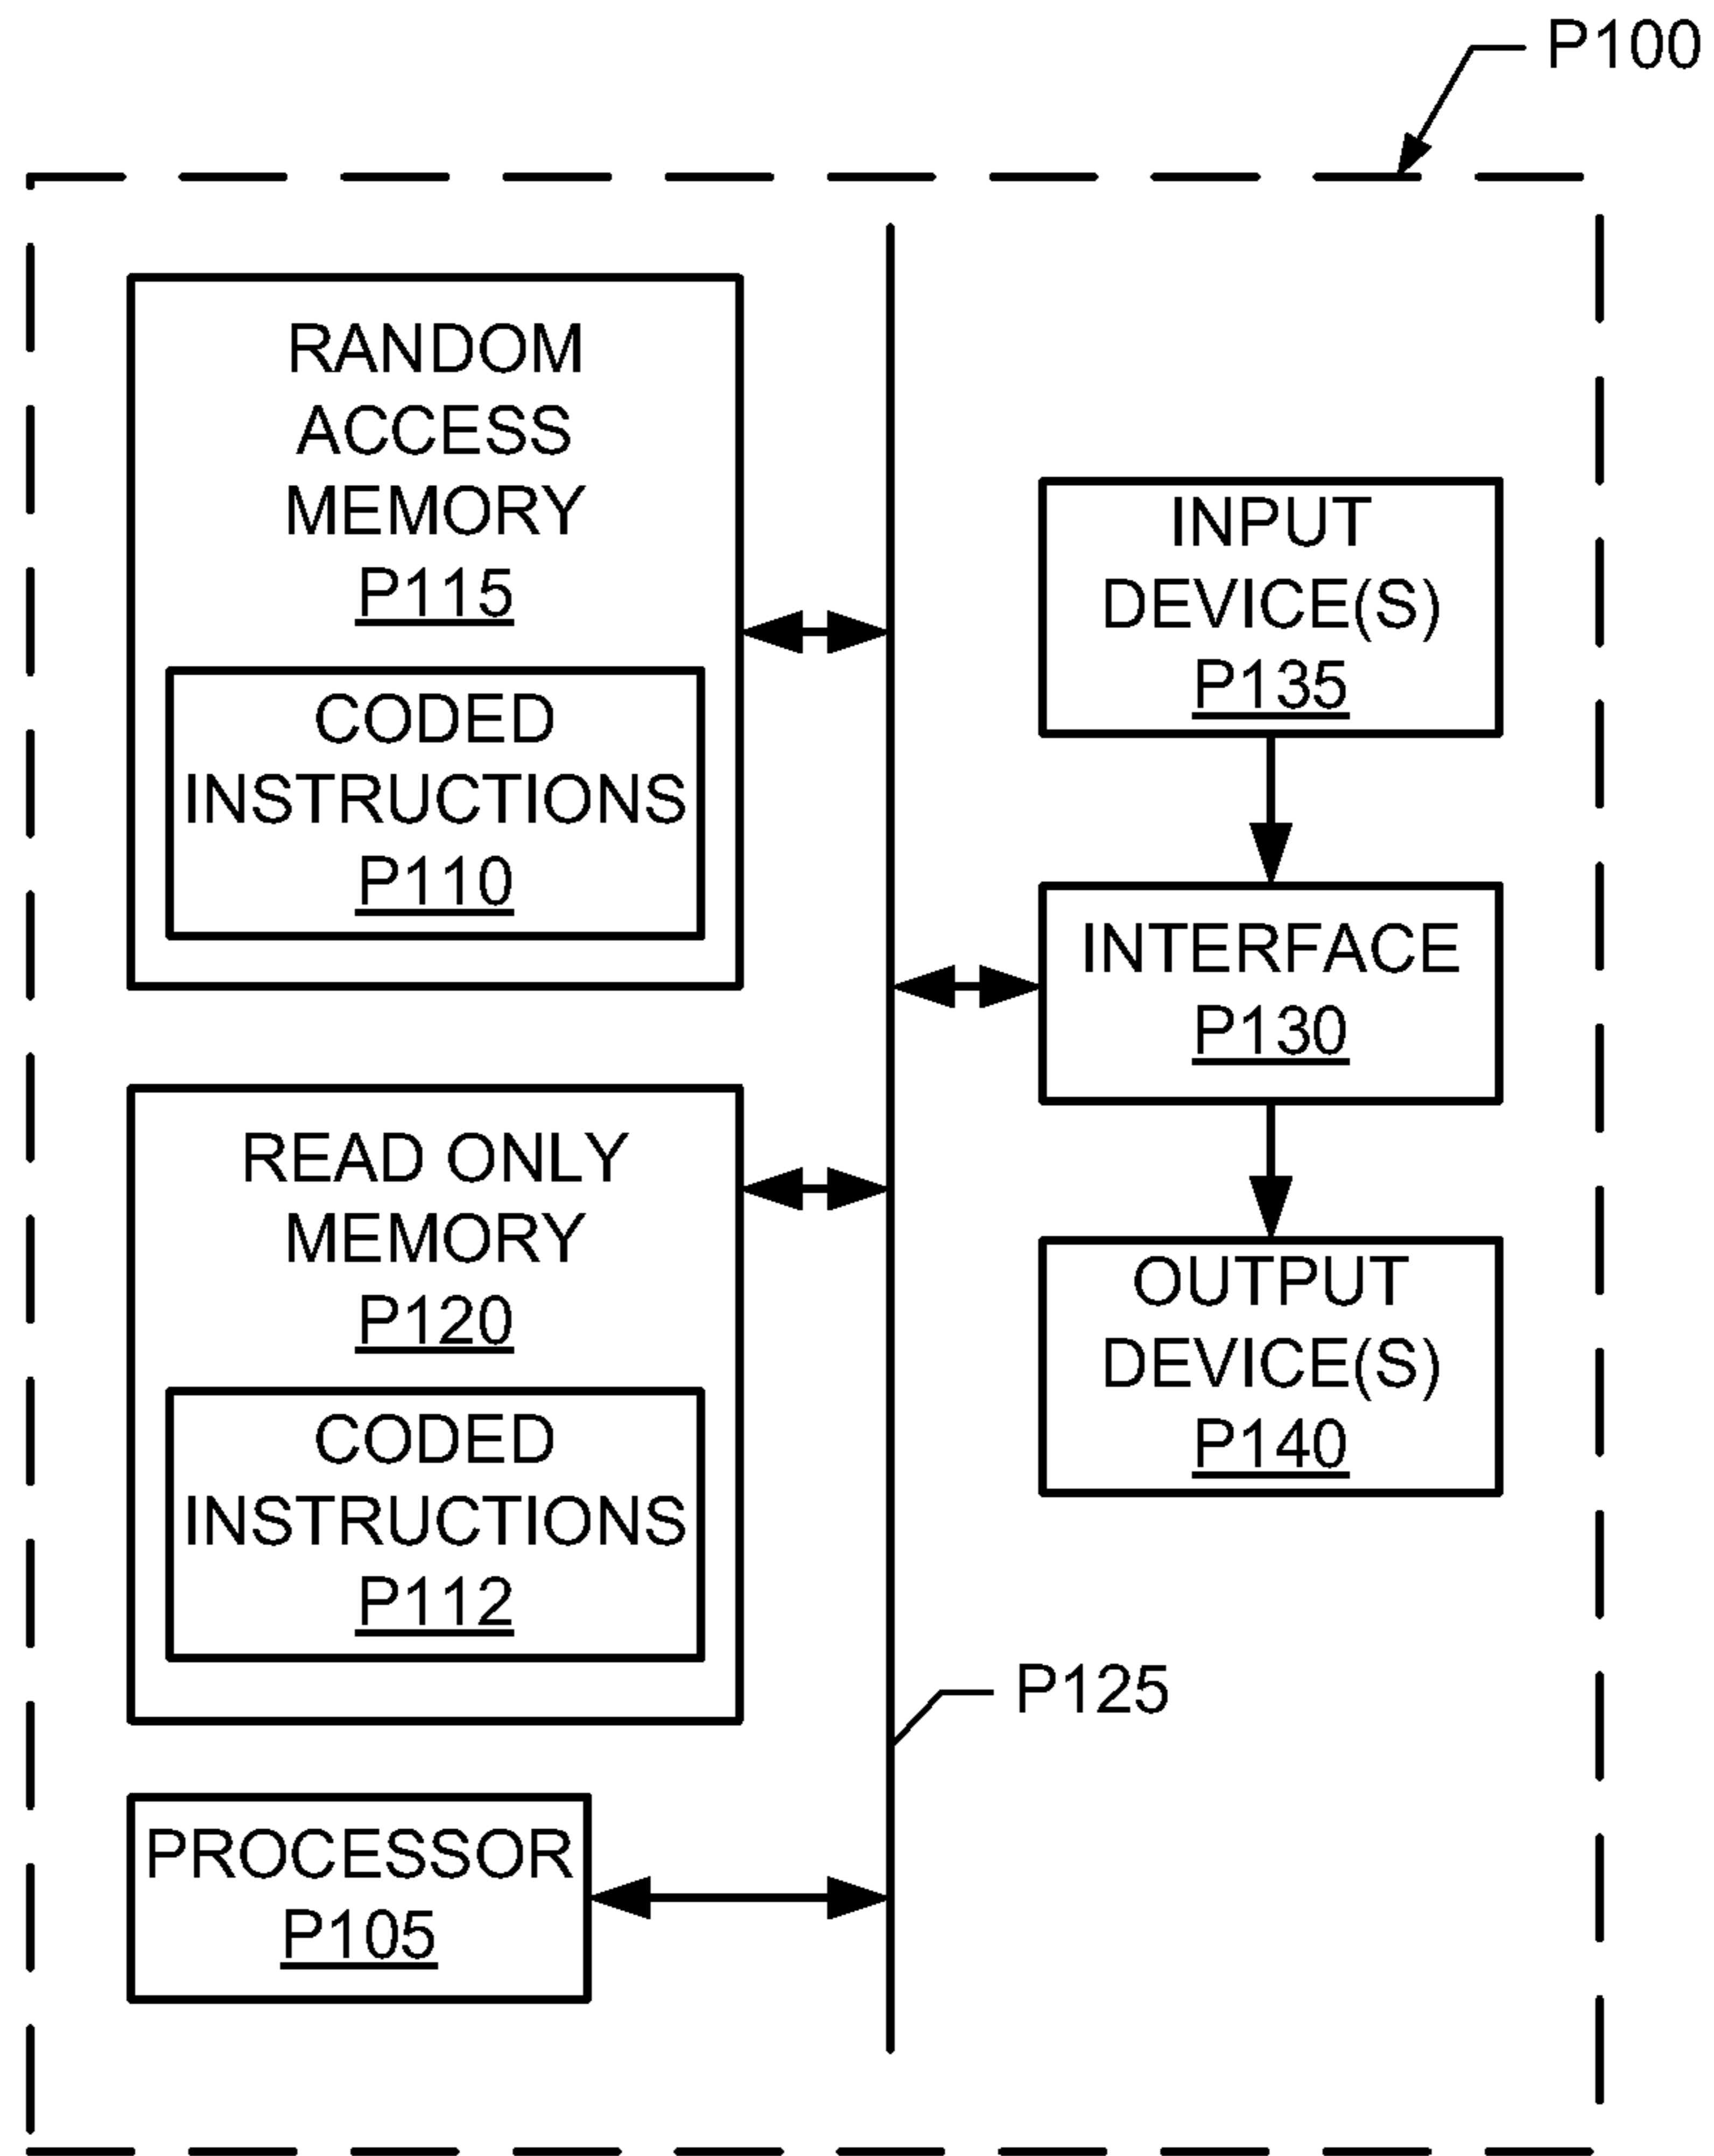 P100
RANDOM
ACCESS
MEMORY
P115
CODED
INSTRUCTIONS
P110
READ ONLY
MEMORY
P120
CODED
INSTRUCTIONS
P112
PROCESSOR
P105
INPUT
DEVICE(S)
P135
INTERFACE
P130
OUTPUT
DEVICE(S)
P140
P125